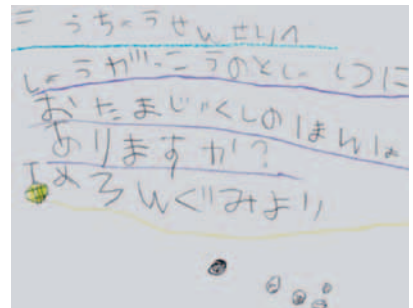 こうちょうせんせいへ
しょうがっこうのとしょしつに
おたまじゃくしのほんは
ありますか?
めろんぐみより